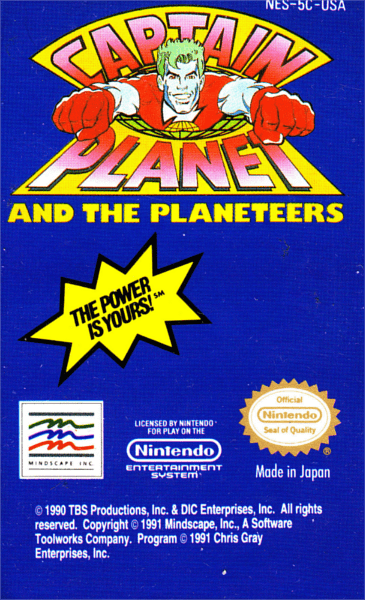 NES-5C-USA
CAPTAIN
PLANET
AND THE PLANETEERS
THE POWER
IS YOURS!℠
MINDSCAPE INC.
LICENSED BY NINTENDO®
FOR PLAY ON THE
Nintendo®
ENTERTAINMENT
SYSTEM™
Official
Nintendo
Seal of Quality
®
Made in Japan
© 1990 TBS Productions, Inc. & DIC Enterprises, Inc. All rights
reserved. Copyright © 1991 Mindscape, Inc., A Software
Toolworks Company. Program © 1991 Chris Gray
Enterprises, Inc.